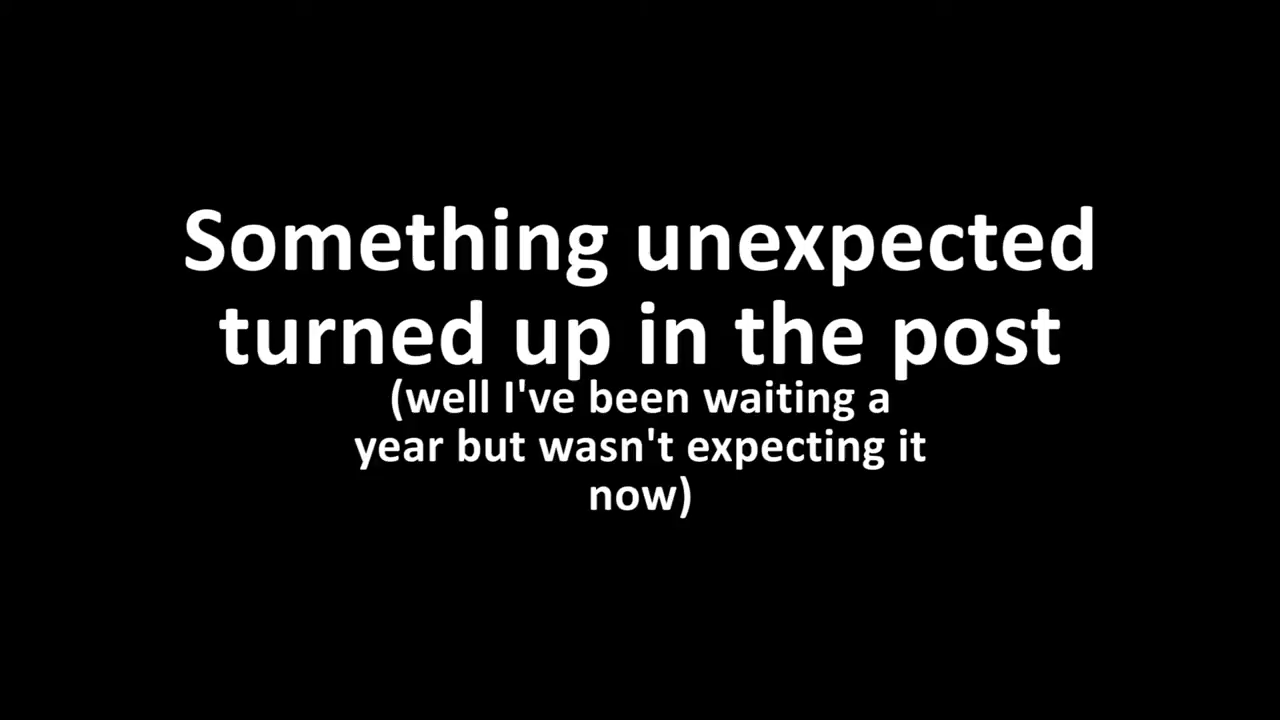 Something unexpected
turned up in the post
(well I've been waiting a
year but wasn't expecting it
now)